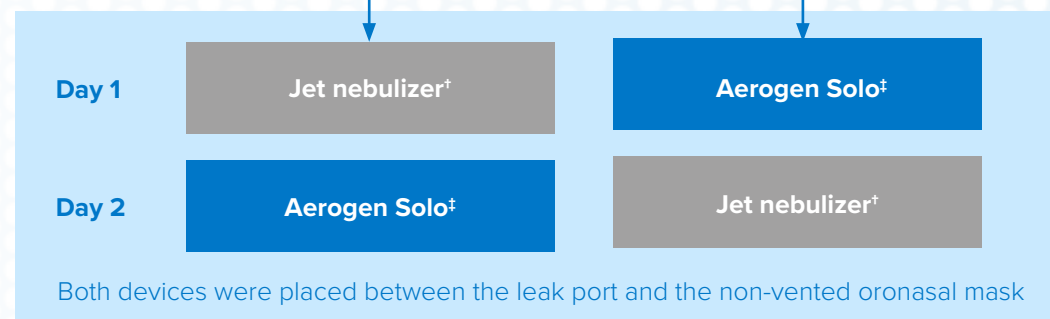 Day 1
Jet nebulizer†
Aerogen Solo‡
Day 2
Aerogen Solo‡
Jet nebulizer†
Both devices were placed between the leak port and the non-vented oronasal mask